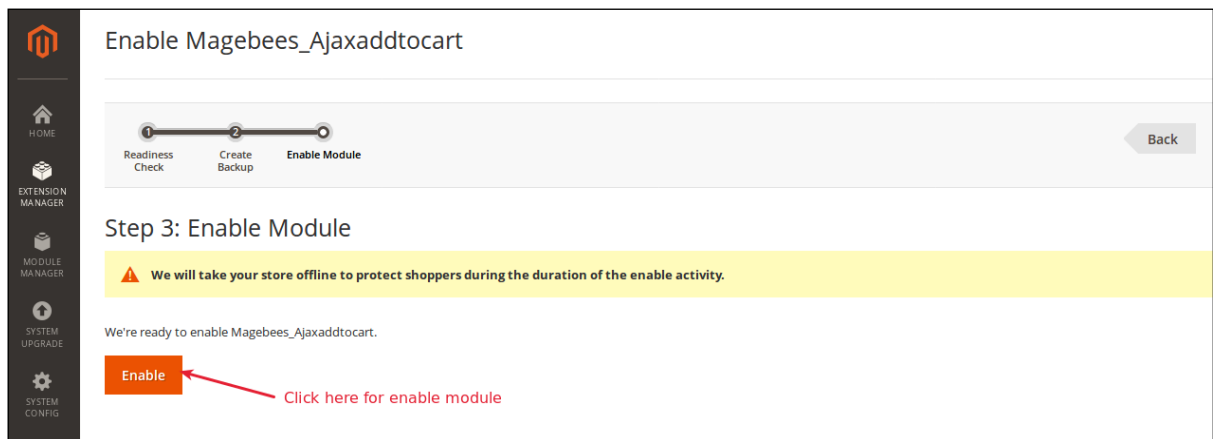 Enable Magebees_Ajaxaddtocart
HOME
EXTENSION
MANAGER
MODULE
MANAGER
SYSTEM
UPGRADE
SYSTEM
CONFIG
1
2
Readiness
Check
Create
Backup
Enable Module
Back
Step 3: Enable Module
We will take your store offline to protect shoppers during the duration of the enable activity.
We're ready to enable Magebees_Ajaxaddtocart.
Enable
Click here for enable module